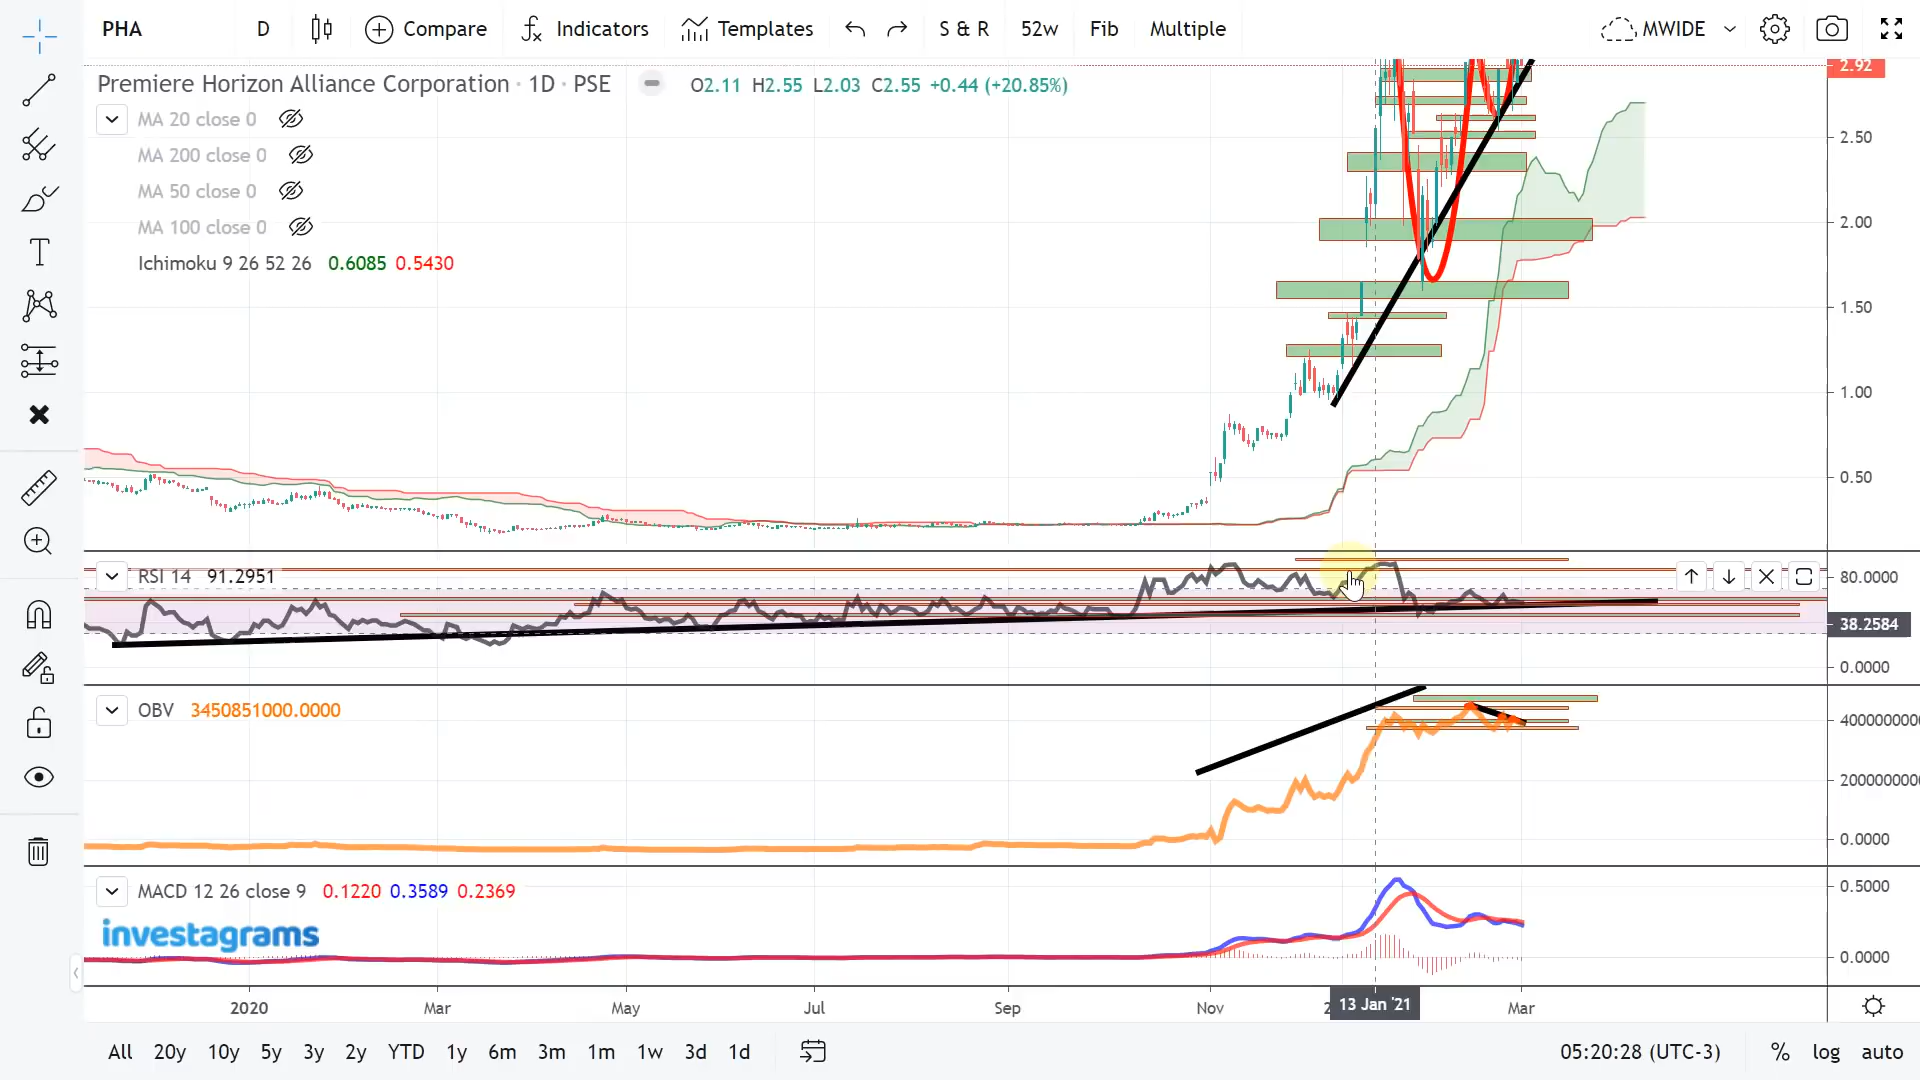 PHA D Compare Indicators Templates S & R 52w Fib Multiple MWIDE
Premiere Horizon Alliance Corporation · 1D · PSE O2.11 H2.55 L2.03 C2.55 +0.44 (+20.85%)
2.92
MA 20 close 0
MA 200 close 0
MA 50 close 0
MA 100 close 0
Ichimoku 9 26 52 26 0.6085 0.5430
2.50
2.00
1.50
1.00
0.50
RSI 14 91.2951
80.0000
38.2584
0.0000
OBV 3450851000.0000
4000000000
2000000000
0.0000
MACD 12 26 close 9 0.1220 0.3589 0.2369
0.5000
investagrams
0.0000
2020 Mar May Jul Sep Nov 13 Jan '21 Mar
All 20y 10y 5y 3y 2y YTD 1y 6m 3m 1m 1w 3d 1d 05:20:28 (UTC-3) % log auto